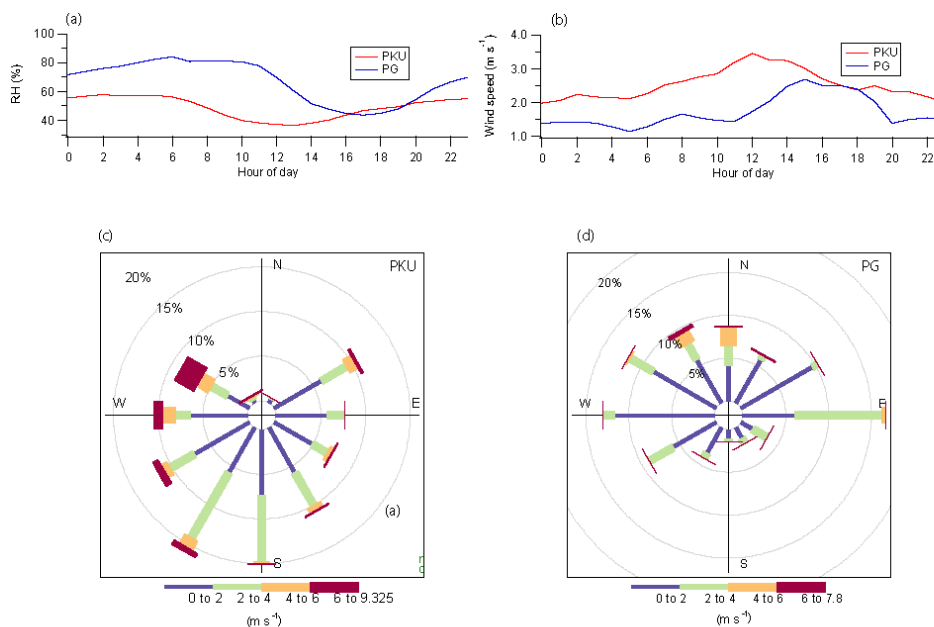 (a)
100
80
60
40
RH (%)
PKU
PG
0 2 4 6 8 10 12 14 16 18 20 22
Hour of day
(b)
4.0
3.0
2.0
1.0
Wind speed (m s⁻¹)
PKU
PG
0 2 4 6 8 10 12 14 16 18 20 22
Hour of day
(c)
PKU
N
20%
15%
10%
5%
W
E
(a)
S
0 to 2 2 to 4 4 to 6 6 to 9.325
(m s⁻¹)
(d)
PG
N
20%
15%
10%
5%
W
E
S
0 to 2 2 to 4 4 to 6 6 to 7.8
(m s⁻¹)